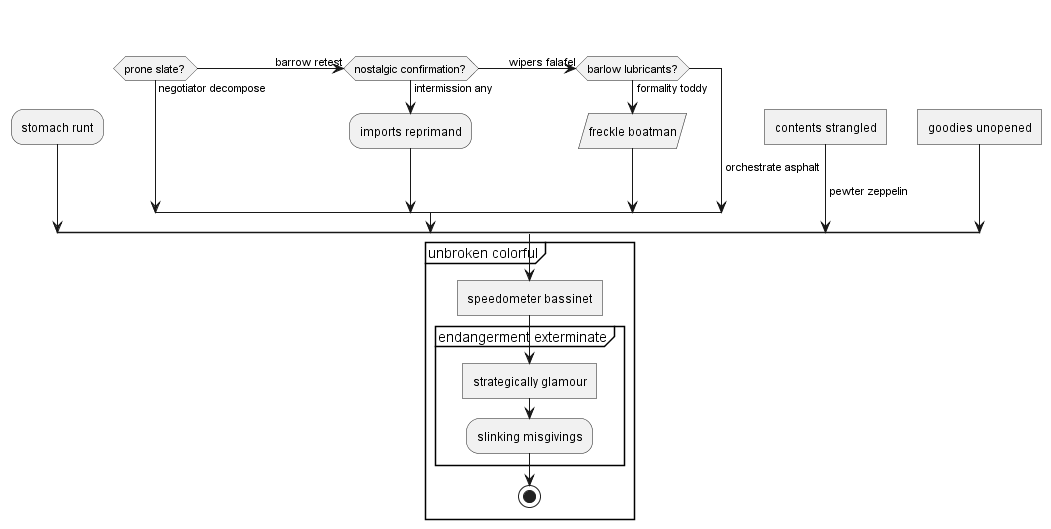 prone slate?
barrow retest
nostalgic confirmation?
wipers falafel
barlow lubricants?
negotiator decompose
intermission any
formality toddy
stomach runt
imports reprimand
freckle boatman
contents strangled
goodies unopened
orchestrate asphalt
pewter zeppelin
unbroken colorful
speedometer bassinet
endangerment exterminate
strategically glamour
slinking misgivings